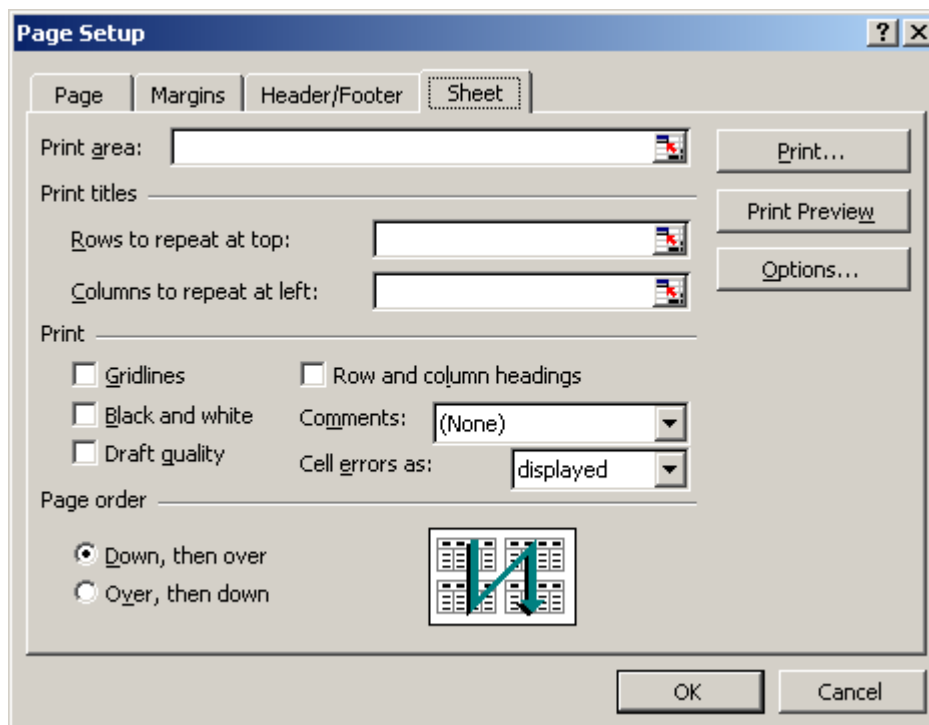 Page Setup
Page Margins Header/Footer Sheet
Print area:
Print...
Print titles
Print Preview
Rows to repeat at top:
Options...
Columns to repeat at left:
Print
Gridlines
Row and column headings
Black and white
Comments: (None)
Draft quality
Cell errors as: displayed
Page order
Down, then over
Over, then down
OK Cancel